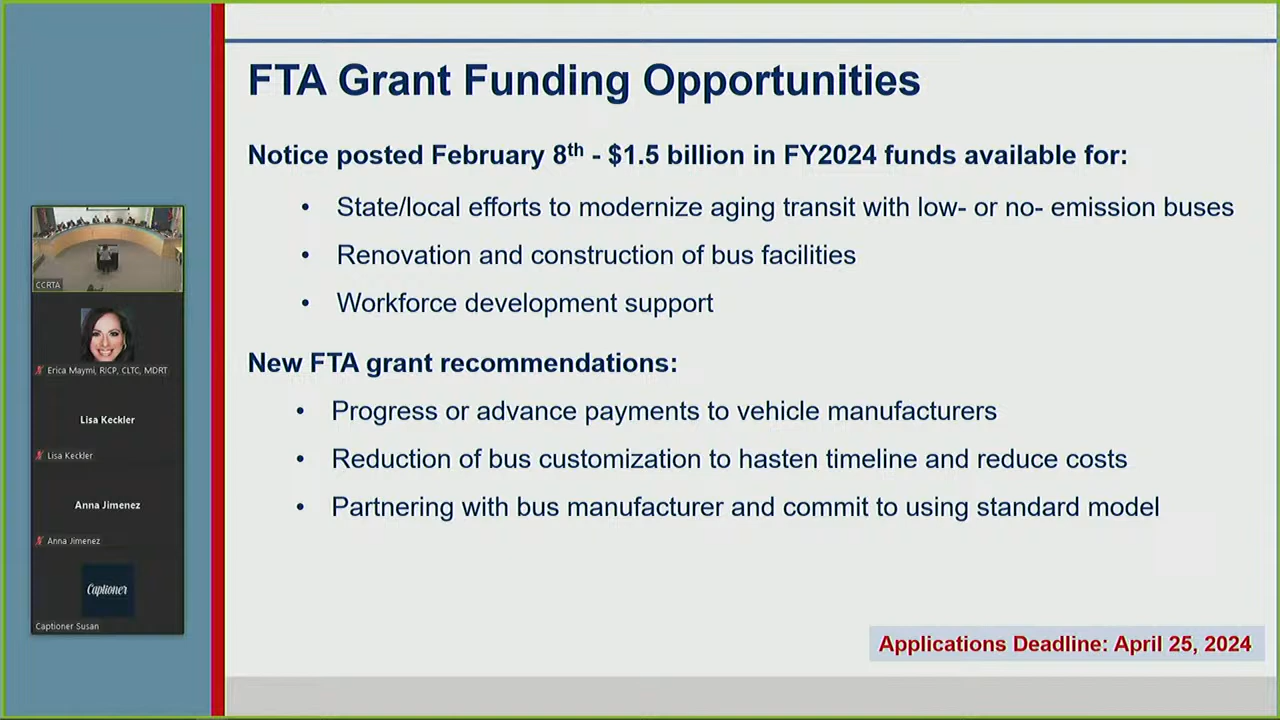 FTA Grant Funding Opportunities
Notice posted February 8th - $1.5 billion in FY2024 funds available for:
• State/local efforts to modernize aging transit with low- or no- emission buses
• Renovation and construction of bus facilities
• Workforce development support
New FTA grant recommendations:
• Progress or advance payments to vehicle manufacturers
• Reduction of bus customization to hasten timeline and reduce costs
• Partnering with bus manufacturer and commit to using standard model
Applications Deadline: April 25, 2024
CCRTA
Erica Maymi, RICP, CLTC, MDRT
Lisa Keckler
Lisa Keckler
Anna Jimenez
Anna Jimenez
Captioner
Captioner Susan